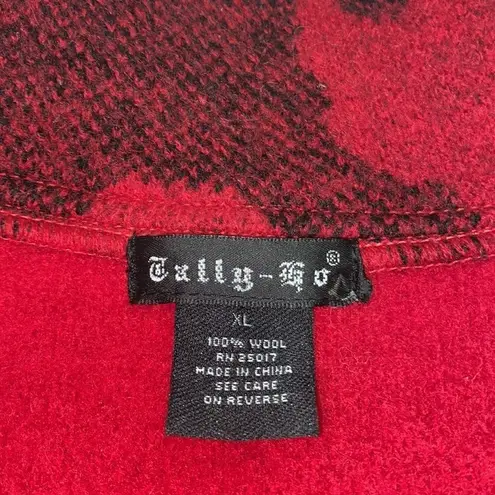 Tally-Ho®
XL
100% WOOL
RN 25017
MADE IN CHINA
SEE CARE
ON REVERSE